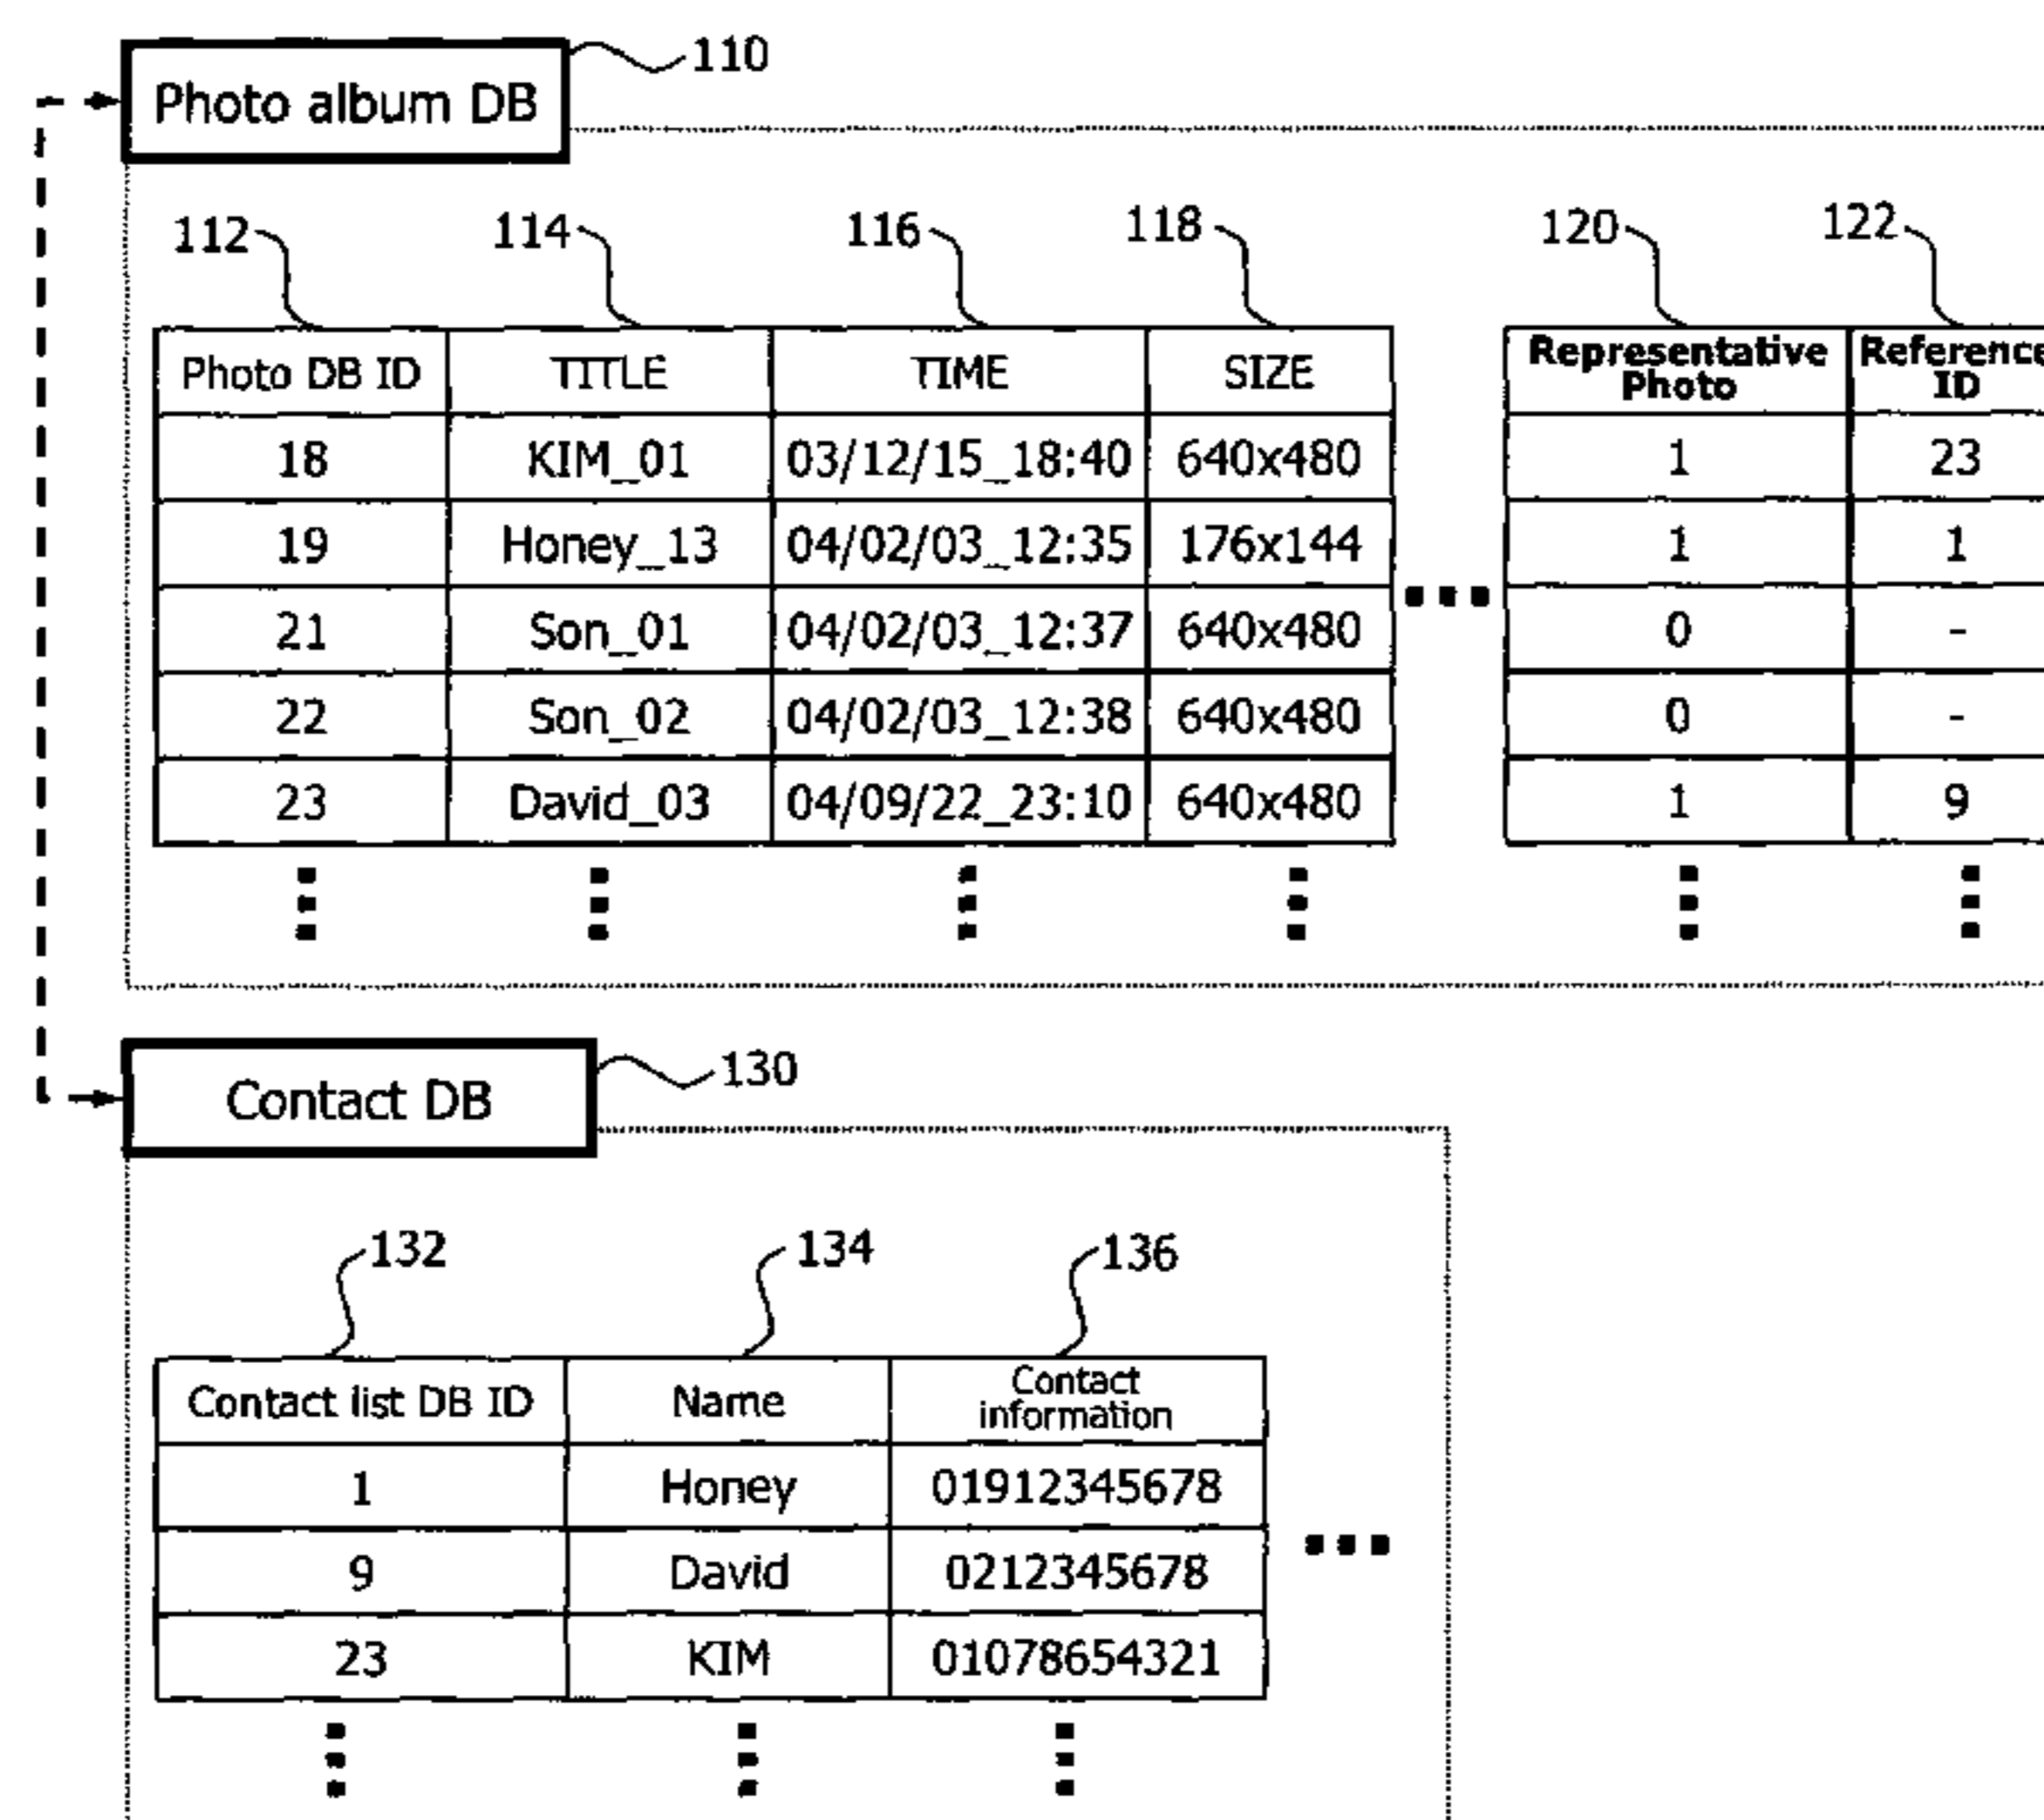 110
Photo album DB
112 114 116 118 120 122
Photo DB ID TITLE TIME SIZE Representative Photo Reference ID
18 KIM_01 03/12/15_18:40 640x480 1 23
19 Honey_13 04/02/03_12:35 176x144 1 1
21 Son_01 04/02/03_12:37 640x480 0 -
22 Son_02 04/02/03_12:38 640x480 0 -
23 David_03 04/09/22_23:10 640x480 1 9
130
Contact DB
132 134 136
Contact list DB ID Name Contact information
1 Honey 01912345678
9 David 0212345678
23 KIM 01078654321